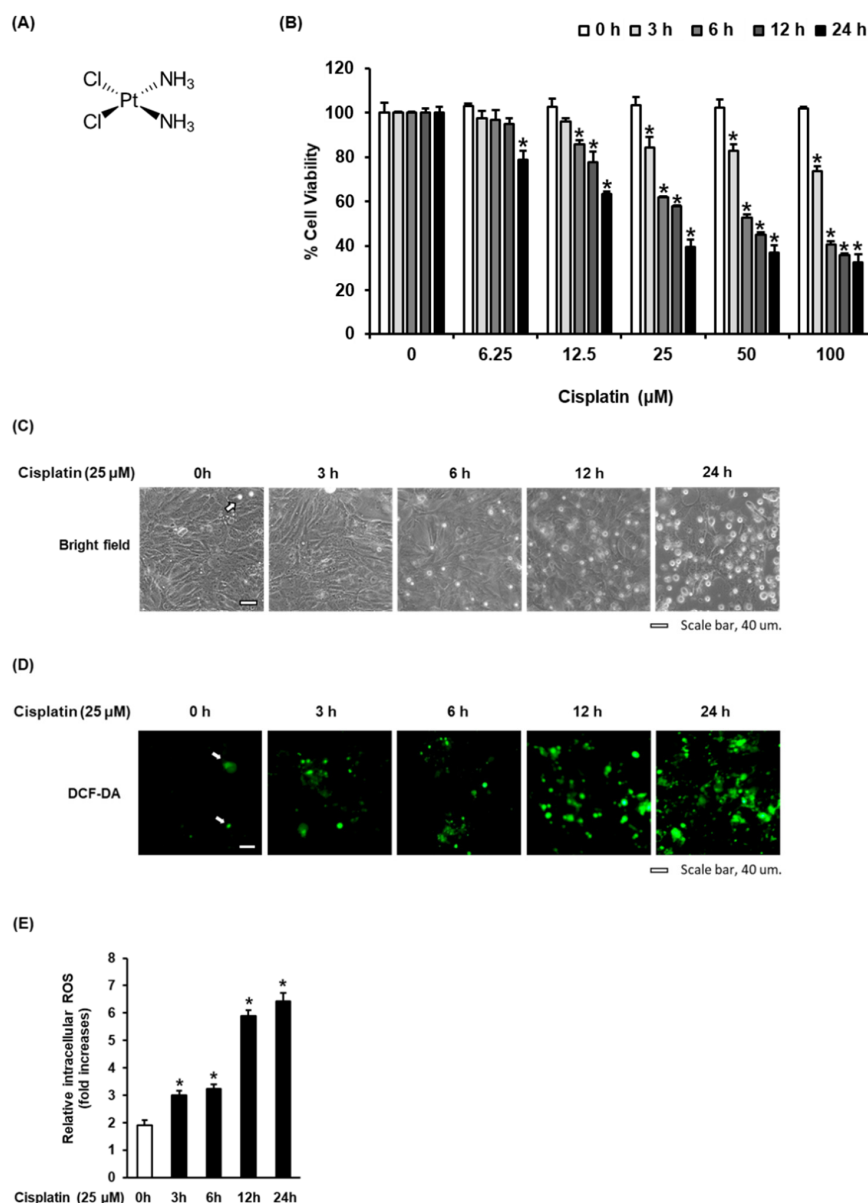 (A)
Cl
NH3
Pt
Cl
NH3
(B)
0 h 3 h 6 h 12 h 24 h
% Cell Viability
120
100
80
60
40
20
0
* * * * * * * * * * * * * * *
0 6.25 12.5 25 50 100
Cisplatin (µM)
(C)
Cisplatin (25 µM) 0h 3 h 6 h 12 h 24 h
Bright field
Scale bar, 40 um.
(D)
Cisplatin (25 µM) 0 h 3 h 6 h 12 h 24 h
DCF-DA
Scale bar, 40 um.
(E)
Relative intracellular ROS
(fold increases)
8
7
6
5
4
3
2
1
0
* * * *
Cisplatin (25 µM) 0h 3h 6h 12h 24h